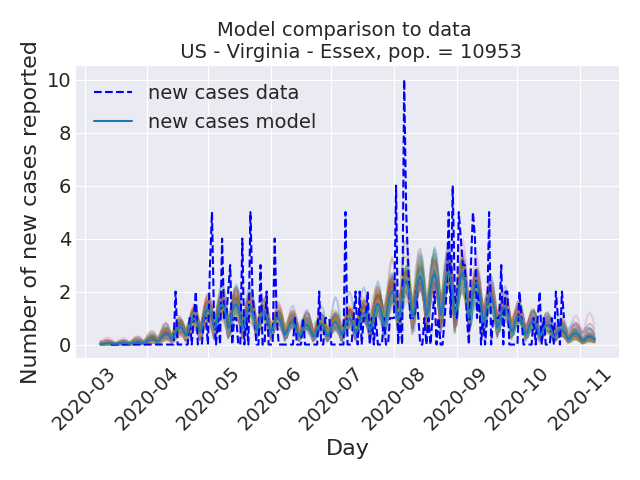 Model comparison to data
US - Virginia - Essex, pop. = 10953
Number of new cases reported
10
8
6
4
2
0
new cases data
new cases model
2020-03
2020-04
2020-05
2020-06
2020-07
2020-08
2020-09
2020-10
2020-11
Day